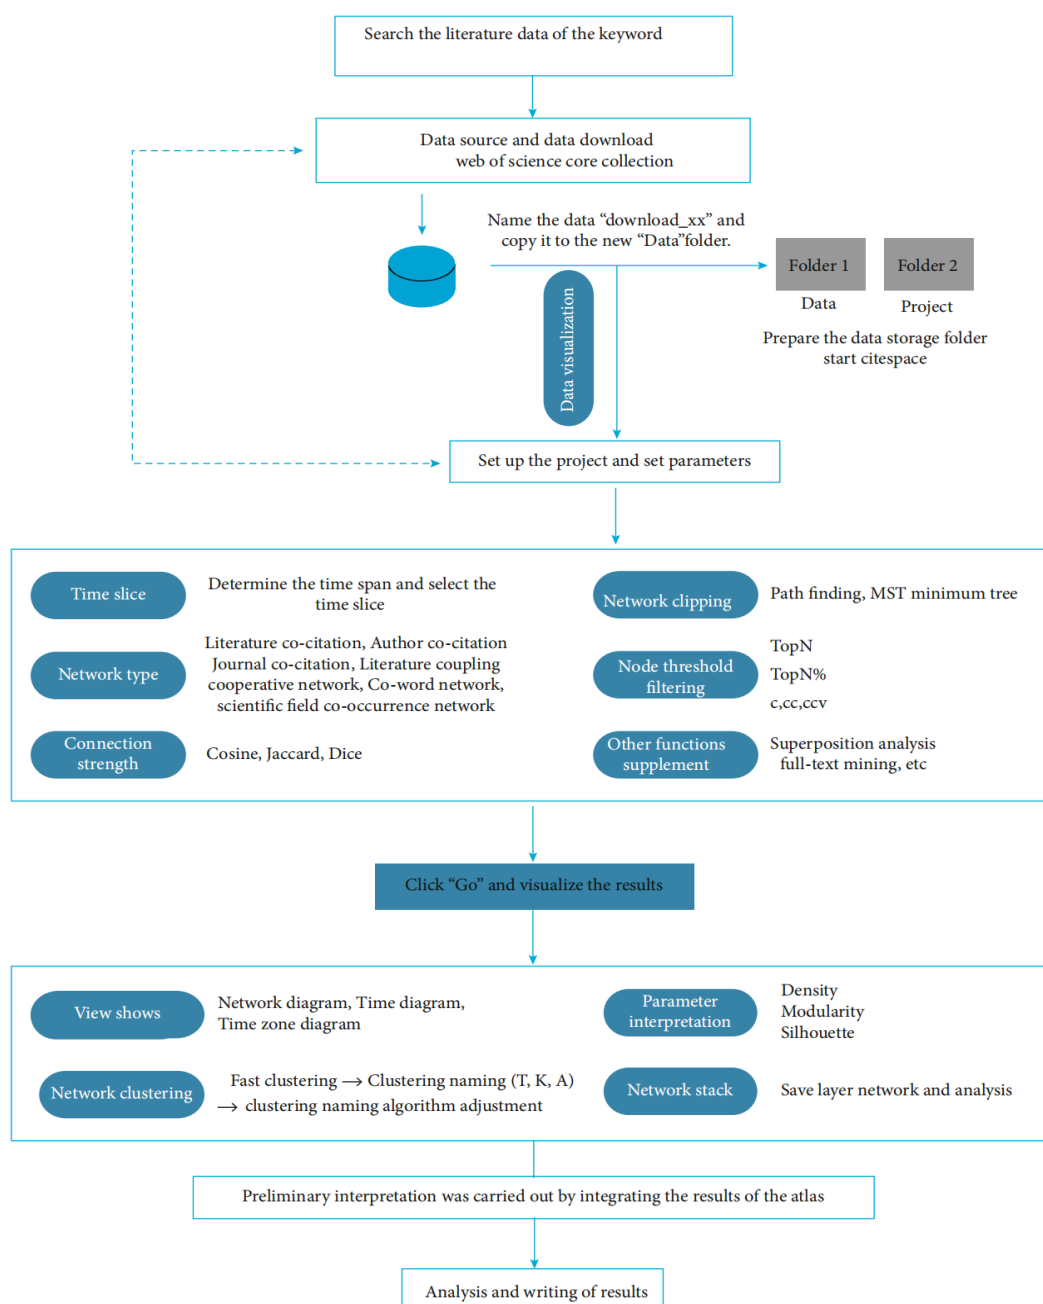 Search the literature data of the keyword
Data source and data download
web of science core collection
Name the data “download_xx” and
copy it to the new “Data”folder.
Data visualization
Folder 1
Folder 2
Data
Project
Prepare the data storage folder
start citespace
Set up the project and set parameters
Time slice
Determine the time span and select the
time slice
Network type
Literature co-citation, Author co-citation
Journal co-citation, Literature coupling
cooperative network, Co-word network,
scientific field co-occurrence network
Connection
strength
Cosine, Jaccard, Dice
Network clipping
Path finding, MST minimum tree
Node threshold
filtering
TopN
TopN%
c,cc,ccv
Other functions
supplement
Superposition analysis
full-text mining, etc
Click “Go” and visualize the results
View shows
Network diagram, Time diagram,
Time zone diagram
Network clustering
Fast clustering → Clustering naming (T, K, A)
→ clustering naming algorithm adjustment
Parameter
interpretation
Density
Modularity
Silhouette
Network stack
Save layer network and analysis
Preliminary interpretation was carried out by integrating the results of the atlas
Analysis and writing of results